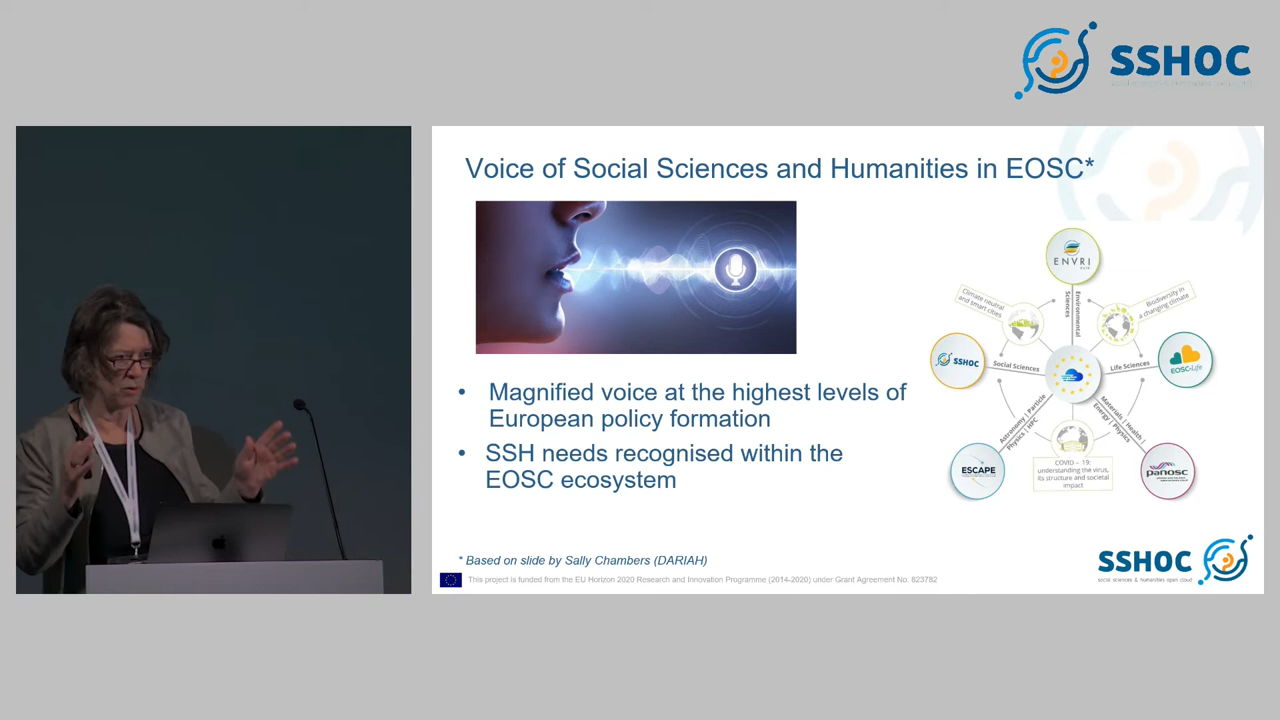 SSHOC
Voice of Social Sciences and Humanities in EOSC*
ENVRI
FAIR
Climate neutral
and smart cities
Environmental
Sciences
Biodiversity in
a changing climate
SSHOC
Social Sciences
Life Sciences
EOSC-Life
Astronomy | Particle
Physics | HPC
Materials | Health |
Energy | Physics
ESCAPE
COVID – 19:
understanding the virus,
its structure and societal
impact
panosc
• Magnified voice at the highest levels of
European policy formation
• SSH needs recognised within the
EOSC ecosystem
* Based on slide by Sally Chambers (DARIAH)
This project is funded from the EU Horizon 2020 Research and Innovation Programme (2014-2020) under Grant Agreement No. 823782
SSHOC
social sciences & humanities open cloud